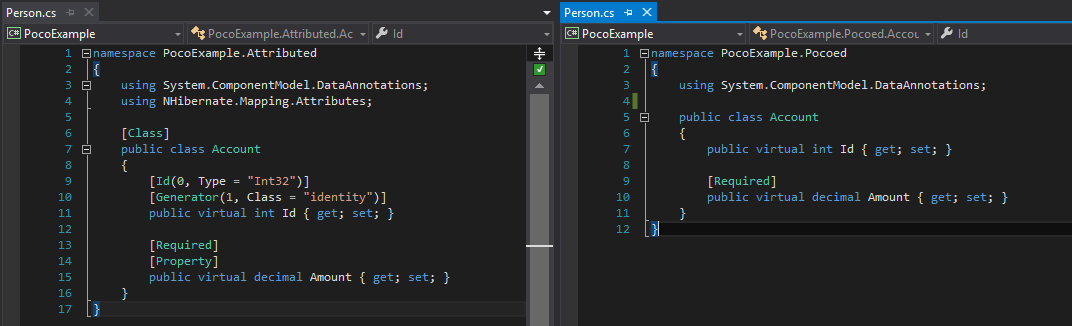 Person.cs
PocoExample
PocoExample.Attributed.Ac
Id
1 namespace PocoExample.Attributed
2 {
3 using System.ComponentModel.DataAnnotations;
4 using NHibernate.Mapping.Attributes;
5
6 [Class]
7 public class Account
8 {
9 [Id(0, Type = "Int32")]
10 [Generator(1, Class = "identity")]
11 public virtual int Id { get; set; }
12
13 [Required]
14 [Property]
15 public virtual decimal Amount { get; set; }
16 }
17 }
Person.cs
PocoExample
PocoExample.Pocoed.Accou
Id
1 namespace PocoExample.Pocoed
2 {
3 using System.ComponentModel.DataAnnotations;
4
5 public class Account
6 {
7 public virtual int Id { get; set; }
8
9 [Required]
10 public virtual decimal Amount { get; set; }
11 }
12 }